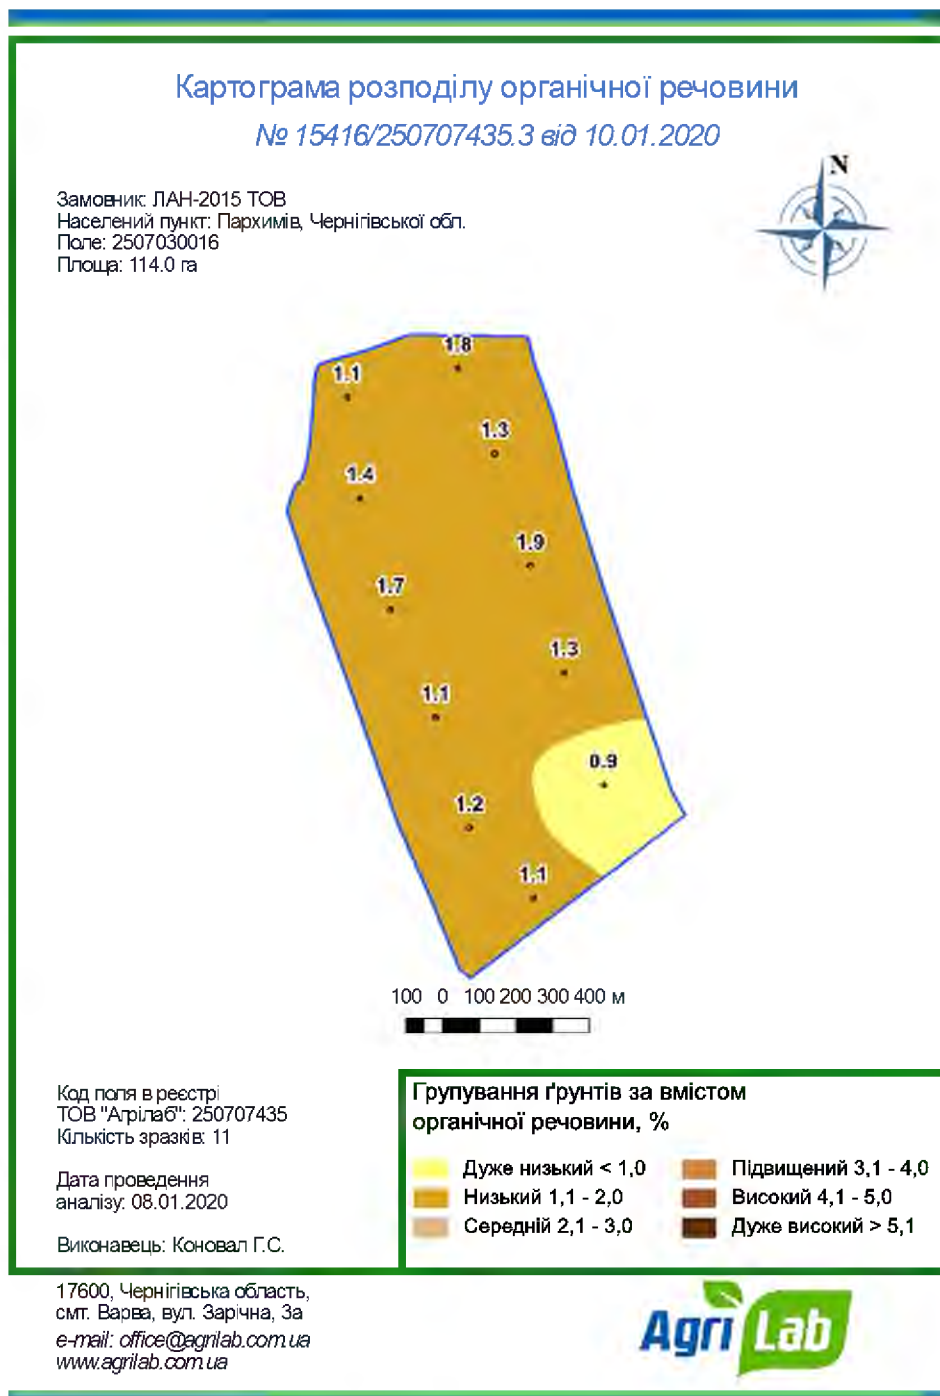 Картограма розподілу органічної речовини
№ 15416/250707435.3 від 10.01.2020
N
Замовник: ЛАН-2015 ТОВ
Населений пункт: Пархимів, Чернігівської обл.
Поле: 2507030016
Площа: 114.0 га
1.8
1.1
1.3
1.4
1.9
1.7
1.3
1.1
0.9
1.2
1.1
100 0 100 200 300 400 м
Код поля в реєстрі
ТОВ "Агрілаб": 250707435
Кількість зразків: 11
Дата проведення
аналізу: 08.01.2020
Виконавець: Коновал Г.С.
Групування ґрунтів за вмістом
органічної речовини, %
Дуже низький < 1,0
Низький 1,1 - 2,0
Середній 2,1 - 3,0
Підвищений 3,1 - 4,0
Високий 4,1 - 5,0
Дуже високий > 5,1
17600, Чернігівська область,
смт. Варва, вул. Зарічна, 3а
e-mail: office@agrilab.com.ua
www.agrilab.com.ua
Agri Lab